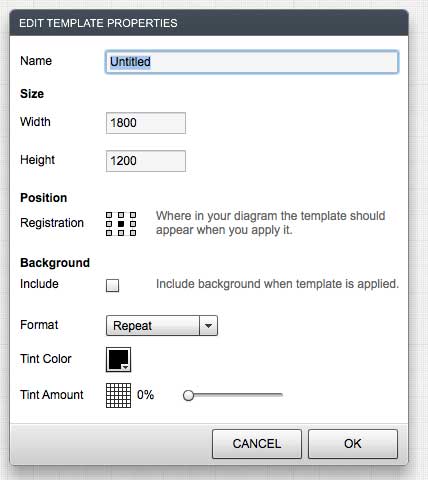 EDIT TEMPLATE PROPERTIES
Name Untitled
Size
Width 1800
Height 1200
Position
Registration Where in your diagram the template should
appear when you apply it.
Background
Include Include background when template is applied.
Format Repeat
Tint Color
Tint Amount 0%
CANCEL OK